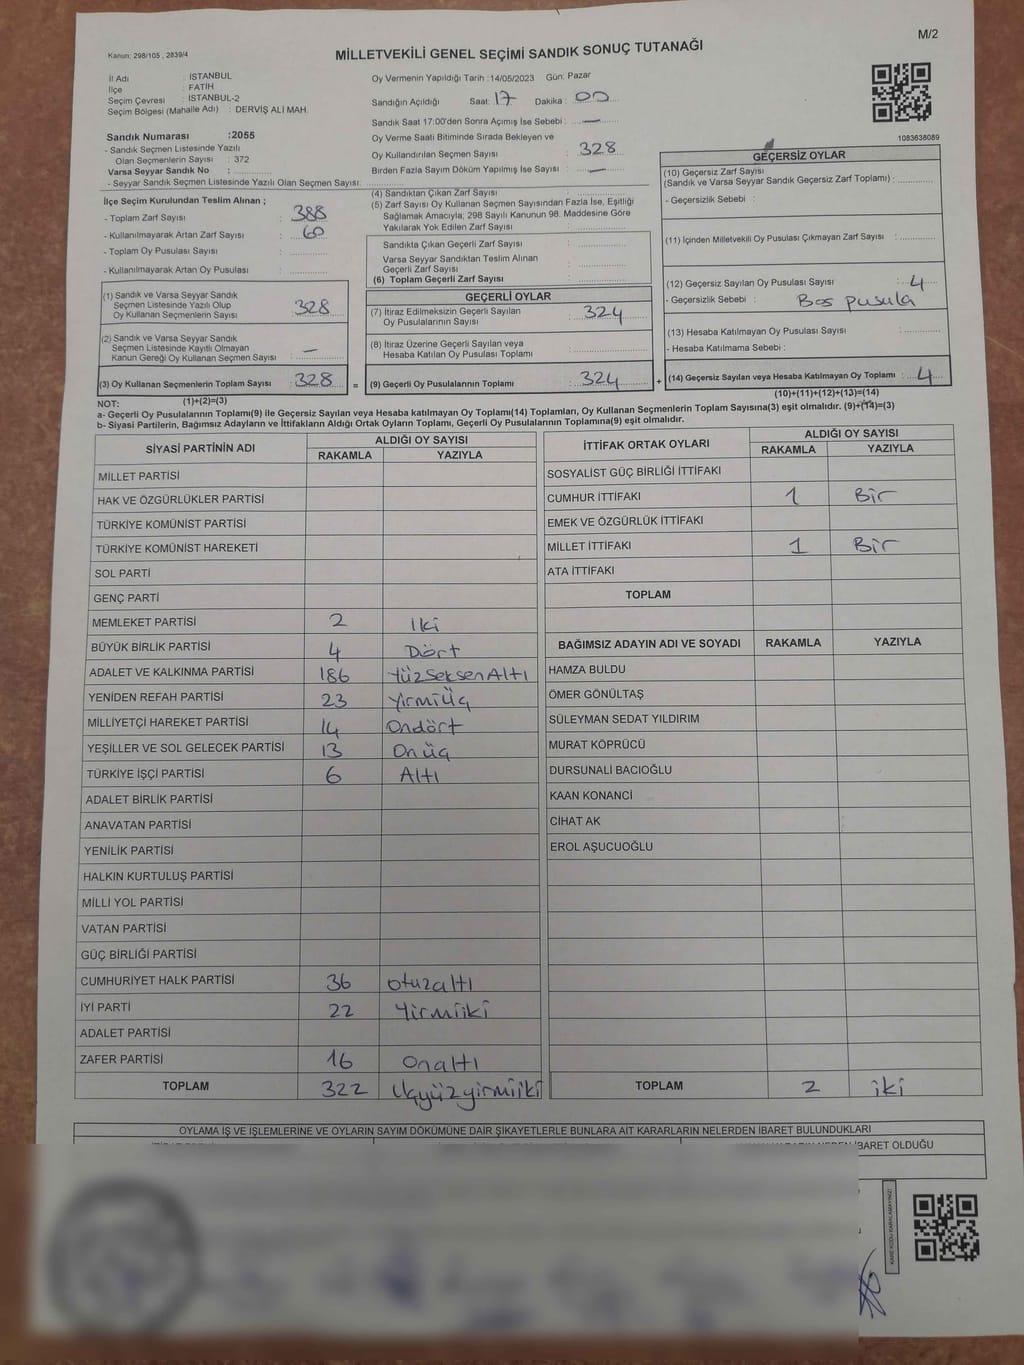 M/2
Kanun: 298/105 , 2839/4
MİLLETVEKİLİ GENEL SEÇİMİ SANDIK SONUÇ TUTANAĞI
İl Adı : İSTANBUL
İlçe : FATİH
Seçim Çevresi : İSTANBUL-2
Seçim Bölgesi (Mahalle Adı) : DERVİŞ ALİ MAH.
Sandık Numarası :2055
- Sandık Seçmen Listesinde Yazılı
Olan Seçmenlerin Sayısı : 372
Varsa Seyyar Sandık No :
- Seyyar Sandık Seçmen Listesinde Yazılı Olan Seçmen Sayısı:
Oy Vermenin Yapıldığı Tarih :14/05/2023 Gün: Pazar
Sandığın Açıldığı Saat: 17 Dakika : 00
Sandık Saat 17:00'den Sonra Açımış İse Sebebi : —
Oy Verme Saati Bitiminde Sırada Bekleyen ve
Oy Kullandırılan Seçmen Sayısı : 328
Birden Fazla Sayım Döküm Yapılmış İse Sayısı : —
1083638089
İlçe Seçim Kurulundan Teslim Alınan ;
- Toplam Zarf Sayısı : 388
- Kullanılmayarak Artan Zarf Sayısı : 60
- Toplam Oy Pusulası Sayısı :
- Kullanılmayarak Artan Oy Pusulası :
(1) Sandık ve Varsa Seyyar Sandık
Seçmen Listesinde Yazılı Olup
Oy Kullanan Seçmenlerin Sayısı : 328
(2) Sandık ve Varsa Seyyar Sandık
Seçmen Listesinde Kayıtlı Olmayan
Kanun Gereği Oy Kullanan Seçmen Sayısı : —
(3) Oy Kullanan Seçmenlerin Toplam Sayısı : 328 =
(1)+(2)=(3)
(4) Sandıktan Çıkan Zarf Sayısı :
(5) Zarf Sayısı Oy Kullanan Seçmen Sayısından Fazla İse, Eşitliği
Sağlamak Amacıyla; 298 Sayılı Kanunun 98. Maddesine Göre
Yakılarak Yok Edilen Zarf Sayısı :
Sandıkta Çıkan Geçerli Zarf Sayısı :
Varsa Seyyar Sandıktan Teslim Alınan
Geçerli Zarf Sayısı :
(6) Toplam Geçerli Zarf Sayısı :
GEÇERLİ OYLAR
(7) İtiraz Edilmeksizin Geçerli Sayılan
Oy Pusulalarının Sayısı : 324
(8) İtiraz Üzerine Geçerli Sayılan veya
Hesaba Katılan Oy Pusulası Toplamı :
(9) Geçerli Oy Pusulalarının Toplamı : 324 +
GEÇERSİZ OYLAR
(10) Geçersiz Zarf Sayısı
(Sandık ve Varsa Seyyar Sandık Geçersiz Zarf Toplamı) :
- Geçersizlik Sebebi :
(11) İçinden Milletvekili Oy Pusulası Çıkmayan Zarf Sayısı :
(12) Geçersiz Sayılan Oy Pusulası Sayısı : 4
- Geçersizlik Sebebi : Bos pusula
(13) Hesaba Katılmayan Oy Pusulası Sayısı :
- Hesaba Katılmama Sebebi :
(14) Geçersiz Sayılan veya Hesaba Katılmayan Oy Toplamı : 4
(10)+(11)+(12)+(13)=(14)
NOT:
a- Geçerli Oy Pusulalarının Toplamı(9) ile Geçersiz Sayılan veya Hesaba katılmayan Oy Toplamı(14) Toplamları, Oy Kullanan Seçmenlerin Toplam Sayısına(3) eşit olmalıdır. (9)+(14)=(3)
b- Siyasi Partilerin, Bağımsız Adayların ve İttifakların Aldığı Ortak Oyların Toplamı, Geçerli Oy Pusulalarının Toplamına(9) eşit olmalıdır.
SİYASİ PARTİNİN ADI ALDIĞI OY SAYISI
RAKAMLA YAZIYLA
MİLLET PARTİSİ
HAK VE ÖZGÜRLÜKLER PARTİSİ
TÜRKİYE KOMÜNİST PARTİSİ
TÜRKİYE KOMÜNİST HAREKETİ
SOL PARTİ
GENÇ PARTİ
MEMLEKET PARTİSİ 2 Iki
BÜYÜK BİRLİK PARTİSİ 4 Dört
ADALET VE KALKINMA PARTİSİ 186 YüzSeksenAltı
YENİDEN REFAH PARTİSİ 23 YirmiÜç
MİLLİYETÇİ HAREKET PARTİSİ 14 Ondört
YEŞİLLER VE SOL GELECEK PARTİSİ 13 Onüç
TÜRKİYE İŞÇİ PARTİSİ 6 Altı
ADALET BİRLİK PARTİSİ
ANAVATAN PARTİSİ
YENİLİK PARTİSİ
HALKIN KURTULUŞ PARTİSİ
MİLLİ YOL PARTİSİ
VATAN PARTİSİ
GÜÇ BİRLİĞİ PARTİSİ
CUMHURİYET HALK PARTİSİ 36 otuzaltı
İYİ PARTİ 22 Yirmiiki
ADALET PARTİSİ
ZAFER PARTİSİ 16 Onaltı
TOPLAM 322 Üçyüzyirmiiki
İTTİFAK ORTAK OYLARI ALDIĞI OY SAYISI
RAKAMLA YAZIYLA
SOSYALİST GÜÇ BİRLİĞİ İTTİFAKI
CUMHUR İTTİFAKI 1 Bir
EMEK VE ÖZGÜRLÜK İTTİFAKI
MİLLET İTTİFAKI 1 Bir
ATA İTTİFAKI
TOPLAM
BAĞIMSIZ ADAYIN ADI VE SOYADI RAKAMLA YAZIYLA
HAMZA BULDU
ÖMER GÖNÜLTAŞ
SÜLEYMAN SEDAT YILDIRIM
MURAT KÖPRÜCÜ
DURSUNALİ BACIOĞLU
KAAN KONANCİ
CİHAT AK
EROL AŞUCUOĞLU
TOPLAM 2 iki
OYLAMA İŞ VE İŞLEMLERİNE VE OYLARIN SAYIM DÖKÜMÜNE DAİR ŞİKAYETLERLE BUNLARA AİT KARARLARIN NELERDEN İBARET BULUNDUKLARI
İBARET OLDUĞU
KARE KODU KARALAMAYINIZ!